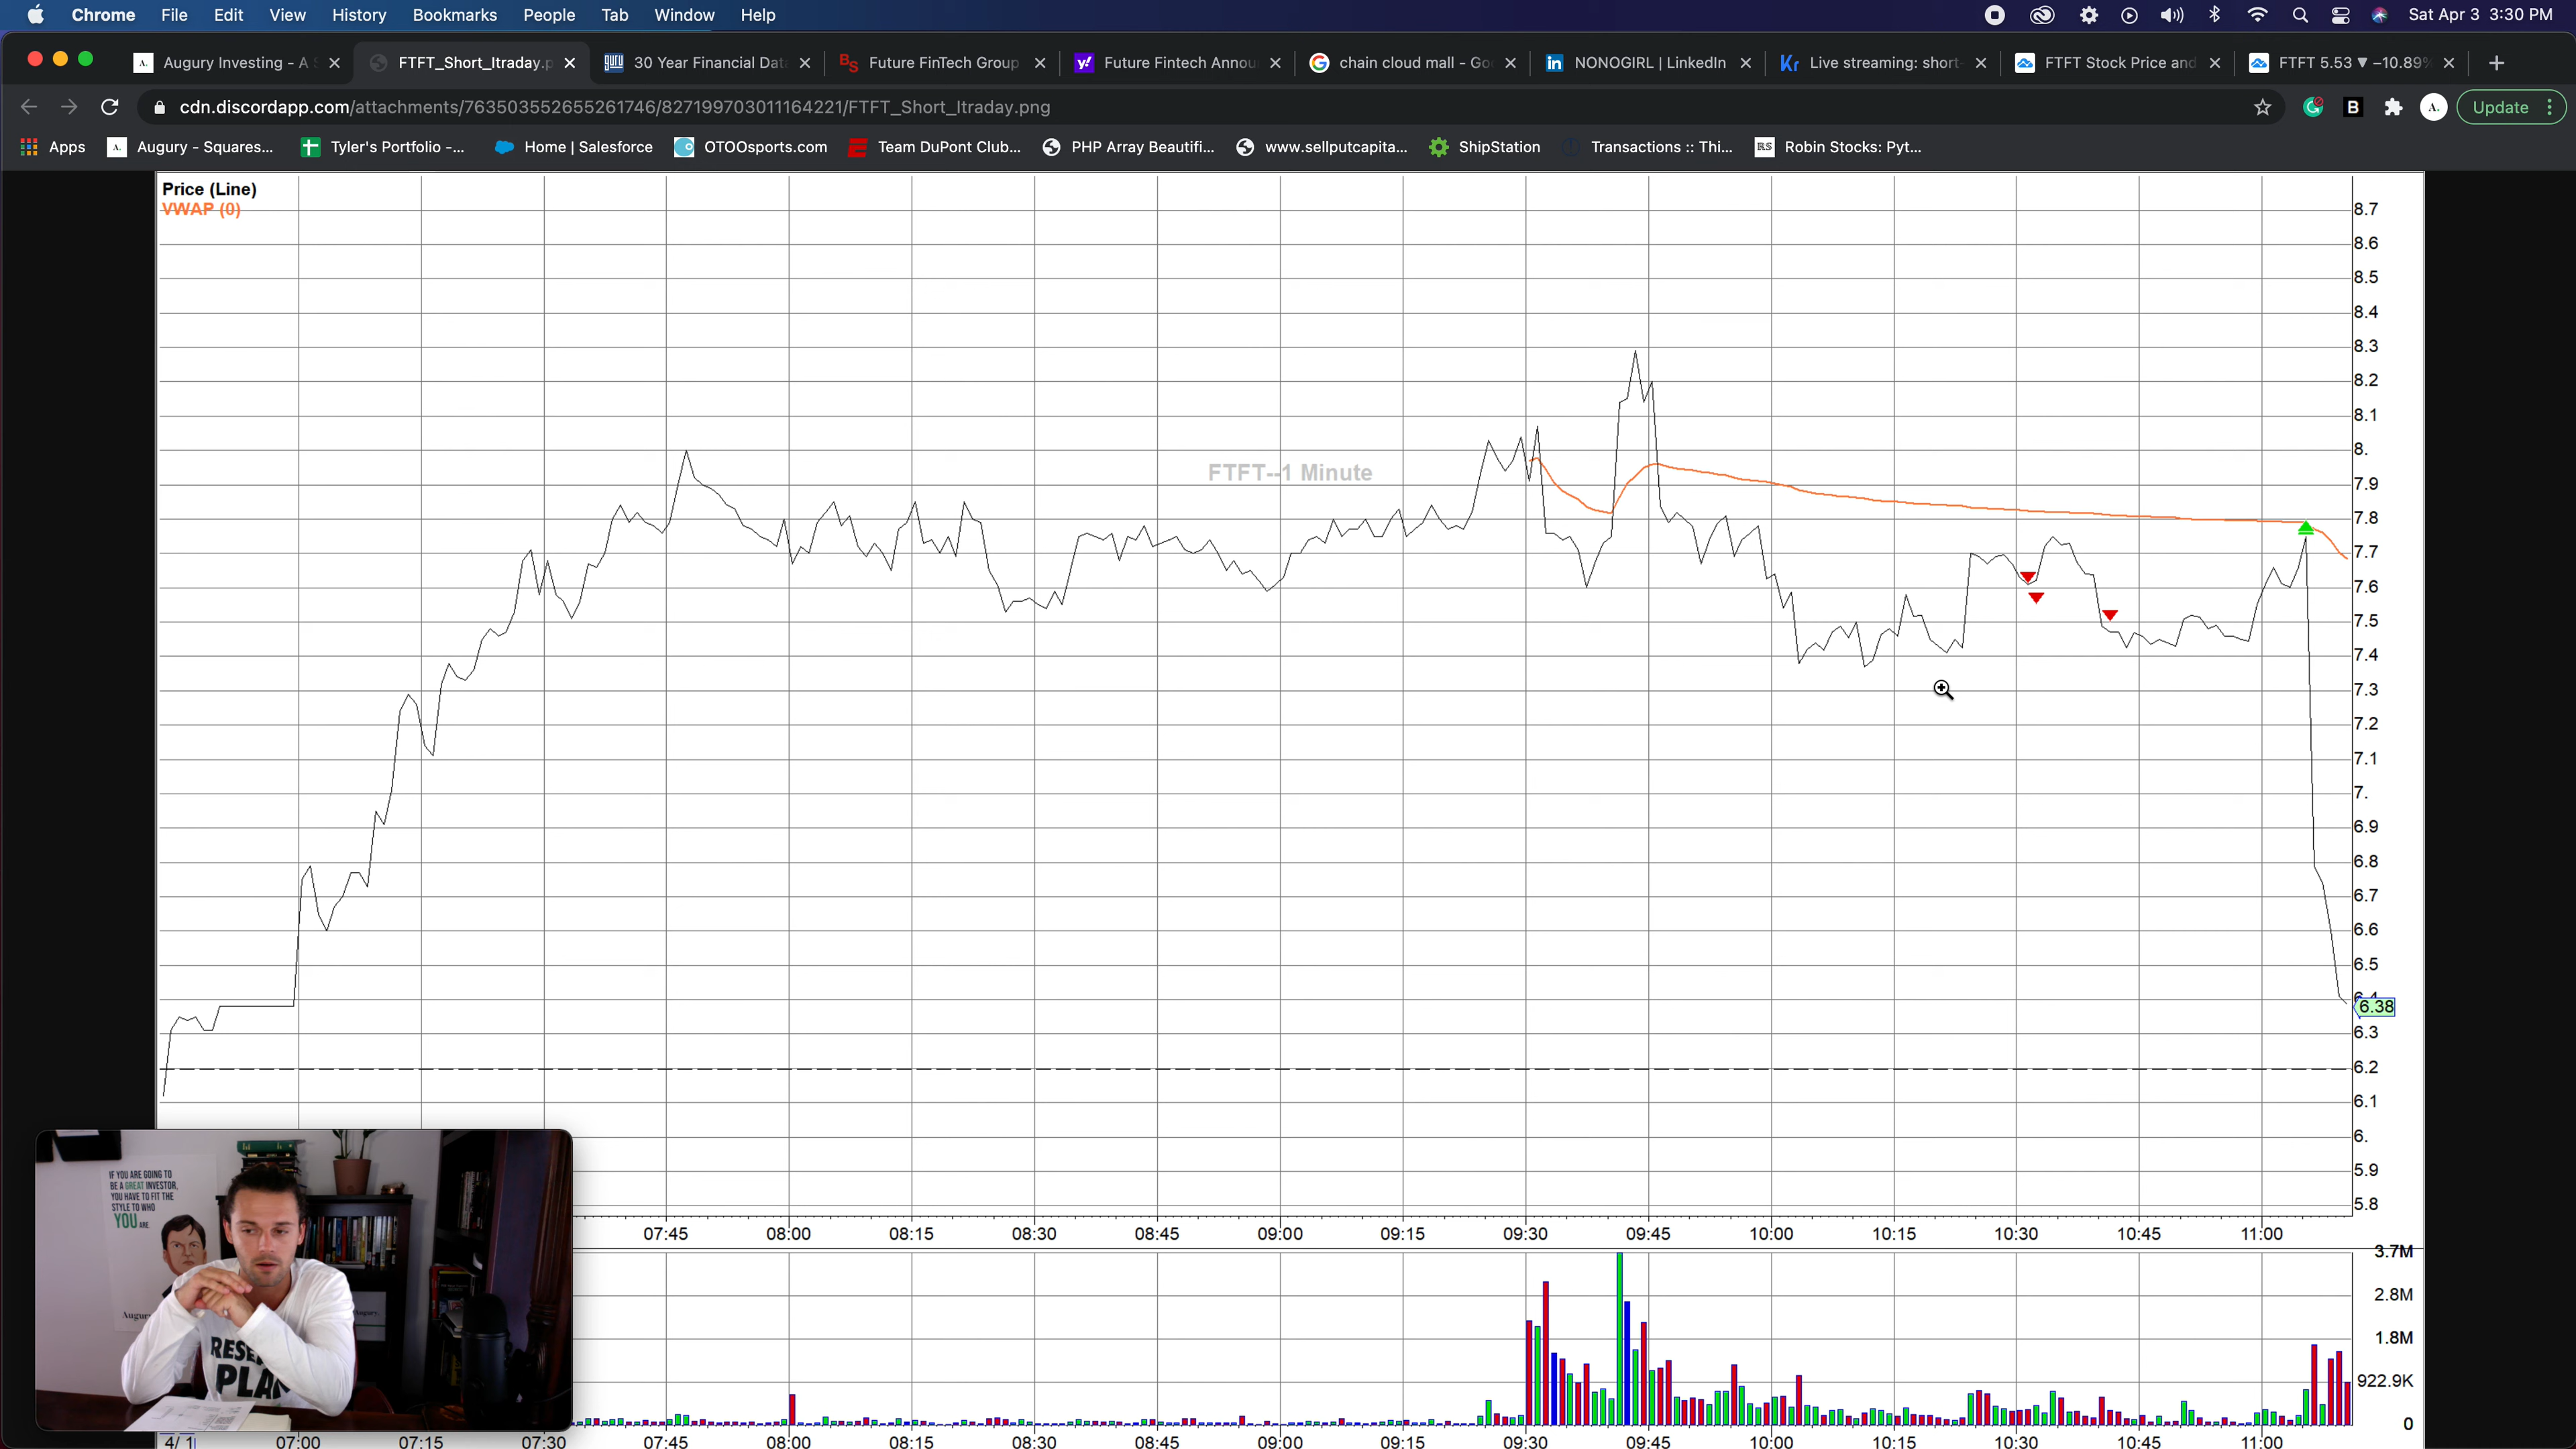 Chrome File Edit View History Bookmarks People Tab Window Help Sat Apr 3 3:30 PM
Augury Investing - A S FTFT_Short_Itraday.p 30 Year Financial Data Future FinTech Group Future Fintech Annou chain cloud mall - Goo NONOGIRL | LinkedIn Live streaming: short- FTFT Stock Price and FTFT 5.53 ▼ −10.89%
cdn.discordapp.com/attachments/763503552655261746/827199703011164221/FTFT_Short_Itraday.png Update
Apps Augury - Squares... Tyler's Portfolio -... Home | Salesforce OTOOsports.com Team DuPont Club... PHP Array Beautifi... www.sellputcapita... ShipStation Transactions :: Thi... Robin Stocks: Pyt...
Price (Line)
VWAP (0)
FTFT--1 Minute
8.7
8.6
8.5
8.4
8.3
8.2
8.1
8.
7.9
7.8
7.7
7.6
7.5
7.4
7.3
7.2
7.1
7.
6.9
6.8
6.7
6.6
6.5
6.4
6.38
6.3
6.2
6.1
6.
5.9
5.8
07:45 08:00 08:15 08:30 08:45 09:00 09:15 09:30 09:45 10:00 10:15 10:30 10:45 11:00
3.7M
2.8M
1.8M
922.9K
0
4/ 1 07:00 07:15 07:30 07:45 08:00 08:15 08:30 08:45 09:00 09:15 09:30 09:45 10:00 10:15 10:30 10:45 11:00
IF YOU ARE GOING TO
BE A GREAT INVESTOR,
YOU HAVE TO FIT THE
STYLE TO WHO
YOU ARE.
Augury
RESE
PLA